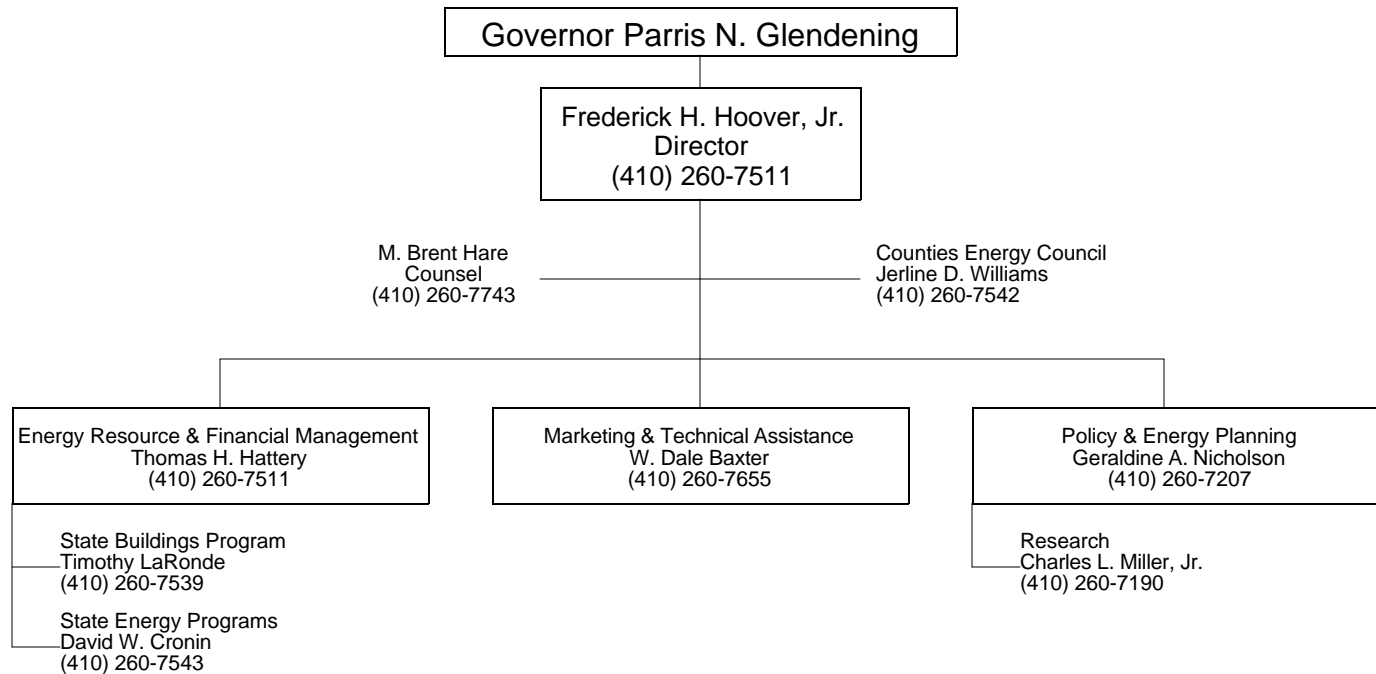 Governor Parris N. Glendening
Frederick H. Hoover, Jr.
Director
(410) 260-7511
M. Brent Hare
Counsel
(410) 260-7743
Counties Energy Council
Jerline D. Williams
(410) 260-7542
Energy Resource & Financial Management
Thomas H. Hattery
(410) 260-7511
Marketing & Technical Assistance
W. Dale Baxter
(410) 260-7655
Policy & Energy Planning
Geraldine A. Nicholson
(410) 260-7207
State Buildings Program
Timothy LaRonde
(410) 260-7539
State Energy Programs
David W. Cronin
(410) 260-7543
Research
Charles L. Miller, Jr.
(410) 260-7190